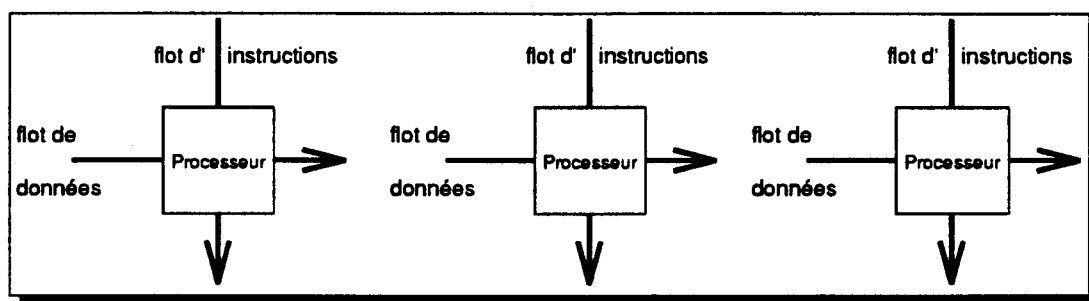 flot d' instructions
flot de
Processeur
données
flot d' instructions
flot de
Processeur
données
flot d' instructions
flot de
Processeur
données